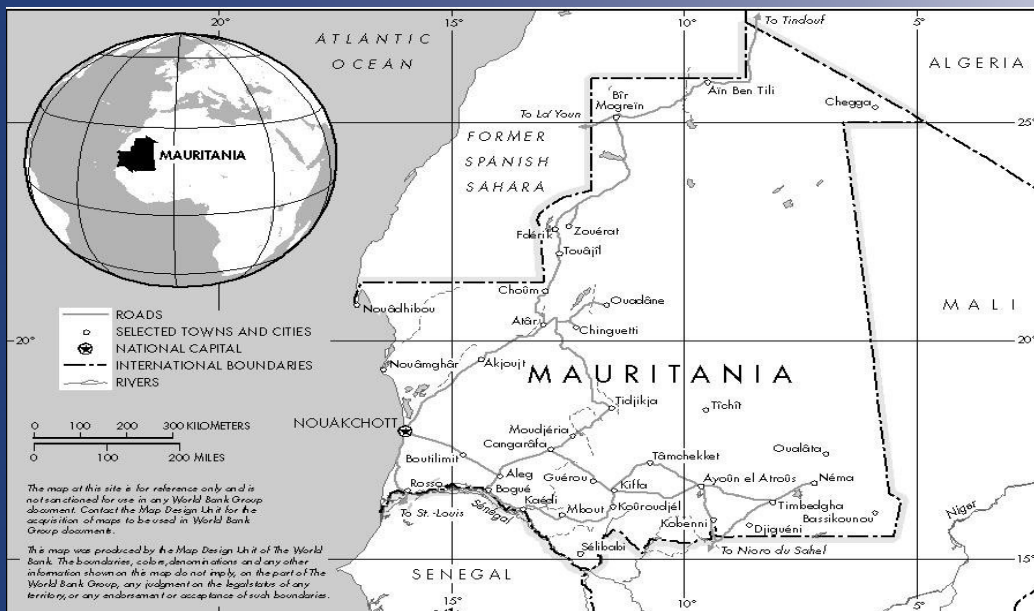 20°
15°
10°
5°
To Tindouf
ATLANTIC
OCEAN
ALGERIA
Bîr
Mogreïn
Aïn Ben Tili
Chegga
To La'Youn
25°
FORMER
SPANISH
SAHARA
MAURITANIA
Fdérik
Zouérat
Touâjîl
Choûm
Ouadâne
Nouâdhibou
MALI
ROADS
SELECTED TOWNS AND CITIES
NATIONAL CAPITAL
INTERNATIONAL BOUNDARIES
RIVERS
Atâr
Chinguetti
20°
20°
Nouâmghâr
Akjoujt
MAURITANIA
Tidjikja
Tîchît
0 100 200 300 KILOMETERS
0 100 200 MILES
NOUAKCHOTT
Moudjéria
Cangarâfa
Oualâta
Boutilimit
Tâmchekket
Aleg
Guérou
Kiffa
Ayoûn el Atroûs
Néma
Rosso
Bogué
Kaédi
Mbout
Koûroudjél
Timbedgha
Bassikounou
To St.-Louis
Sénégal
Kobenni
Djiguéni
Niger
Sélibabi
To Nioro du Sahel
15°
SENEGAL
The map at this site is for reference only and is
not sanctioned for use in any World Bank Group
document. Contact the Map Design Unit for the
acquisition of maps to be used in World Bank
Group documents.
This map was produced by the Map Design Unit of The World
Bank. The boundaries, colors, denominations and any other
information shown on this map do not imply, on the part of The
World Bank Group, any judgment on the legal status of any
territory, or any endorsement or acceptance of such boundaries.
15°
10°
5°